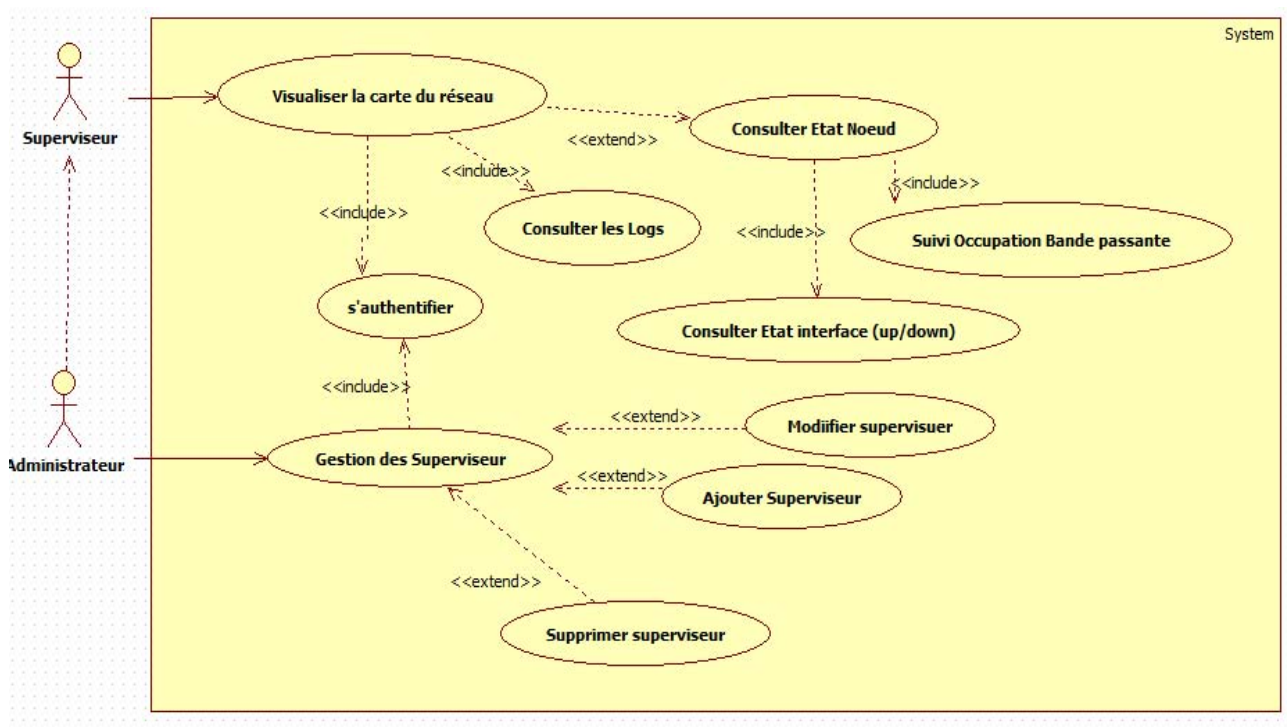 System
Visualiser la carte du réseau
Consulter Etat Noeud
Superviseur
<<extend>>
<<include>>
<<include>>
<<include>>
Consulter les Logs
<<include>>
Suivi Occupation Bande passante
s'authentifier
Consulter Etat interface (up/down)
<<include>>
<<extend>>
Modiifier supervisuer
Administrateur
Gestion des Superviseur
<<extend>>
Ajouter Superviseur
<<extend>>
Supprimer superviseur